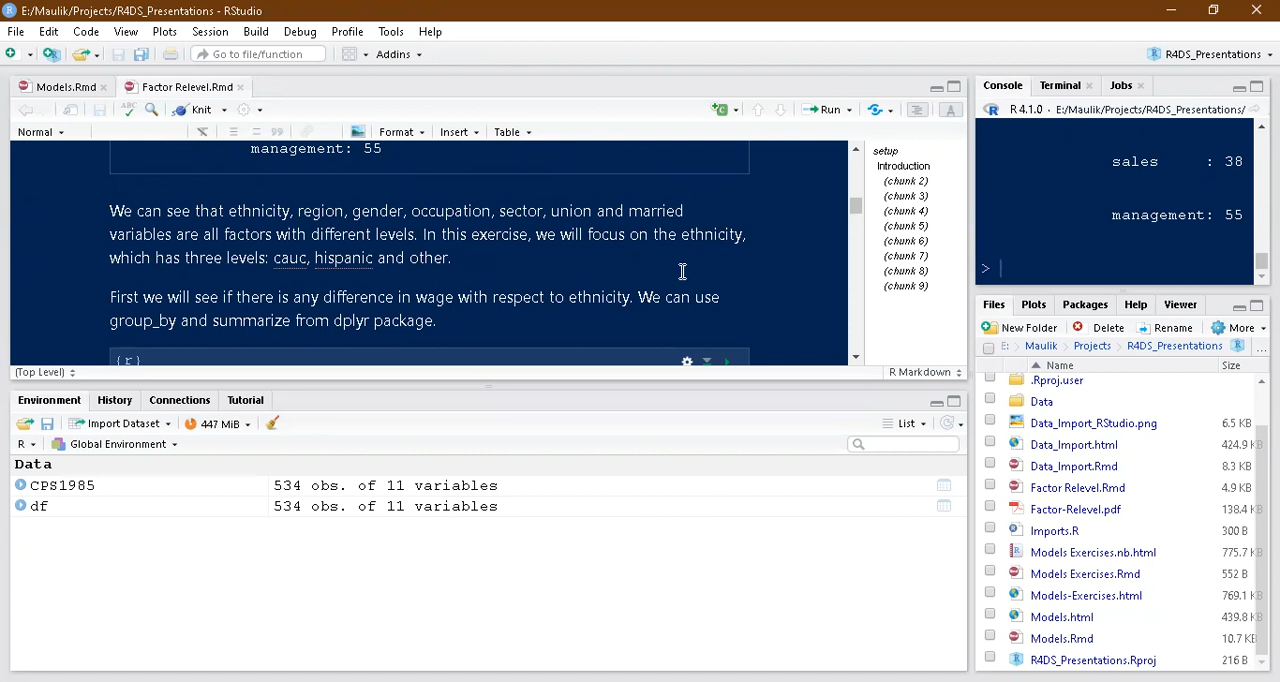 E:/Maulik/Projects/R4DS_Presentations - RStudio
File Edit Code View Plots Session Build Debug Profile Tools Help
Go to file/function
Addins
R4DS_Presentations
Models.Rmd
Factor Relevel.Rmd
Knit
Run
Normal
Format
Insert
Table
management: 55
We can see that ethnicity, region, gender, occupation, sector, union and married
variables are all factors with different levels. In this exercise, we will focus on the ethnicity,
which has three levels: cauc, hispanic and other.
First we will see if there is any difference in wage with respect to ethnicity. We can use
group_by and summarize from dplyr package.
{r}
setup
Introduction
(chunk 2)
(chunk 3)
(chunk 4)
(chunk 5)
(chunk 6)
(chunk 7)
(chunk 8)
(chunk 9)
(Top Level)
R Markdown
Environment History Connections Tutorial
Import Dataset
447 MiB
List
R
Global Environment
Data
CPS1985 534 obs. of 11 variables
df 534 obs. of 11 variables
Console Terminal Jobs
R 4.1.0 · E:/Maulik/Projects/R4DS_Presentations/
sales : 38
management: 55
>
Files Plots Packages Help Viewer
New Folder Delete Rename More
E: Maulik Projects R4DS_Presentations ...
Name Size
.Rproj.user
Data
Data_Import_RStudio.png 6.5 KB
Data_Import.html 424.9 K
Data_Import.Rmd 8.3 KB
Factor Relevel.Rmd 4.9 KB
Factor-Relevel.pdf 138.4 K
Imports.R 300 B
Models Exercises.nb.html 775.7 K
Models Exercises.Rmd 552 B
Models-Exercises.html 769.1 K
Models.html 439.8 K
Models.Rmd 10.7 KB
R4DS_Presentations.Rproj 216 B